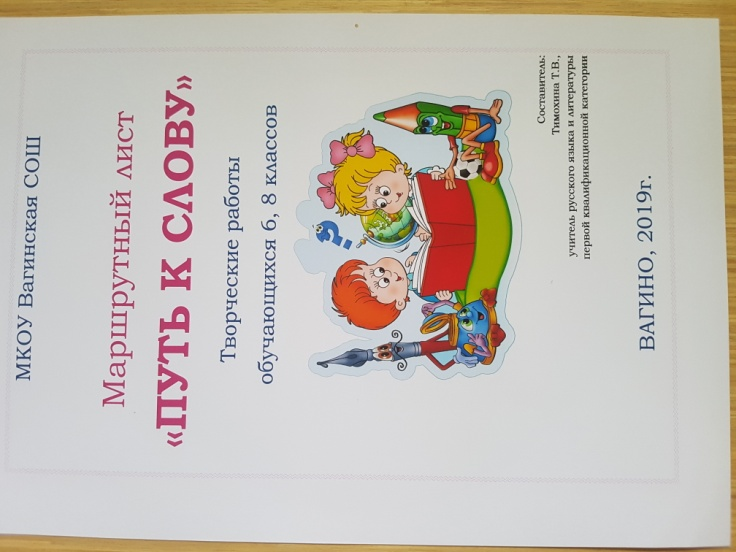 МКОУ Вагинская СОШ
Маршрутный лист
«ПУТЬ К СЛОВУ»
Творческие работы
обучающихся 6, 8 классов
?
Составитель:
Тимохина Т.В.,
учитель русского языка и литературы
первой квалификационной категории
ВАГИНО, 2019г.